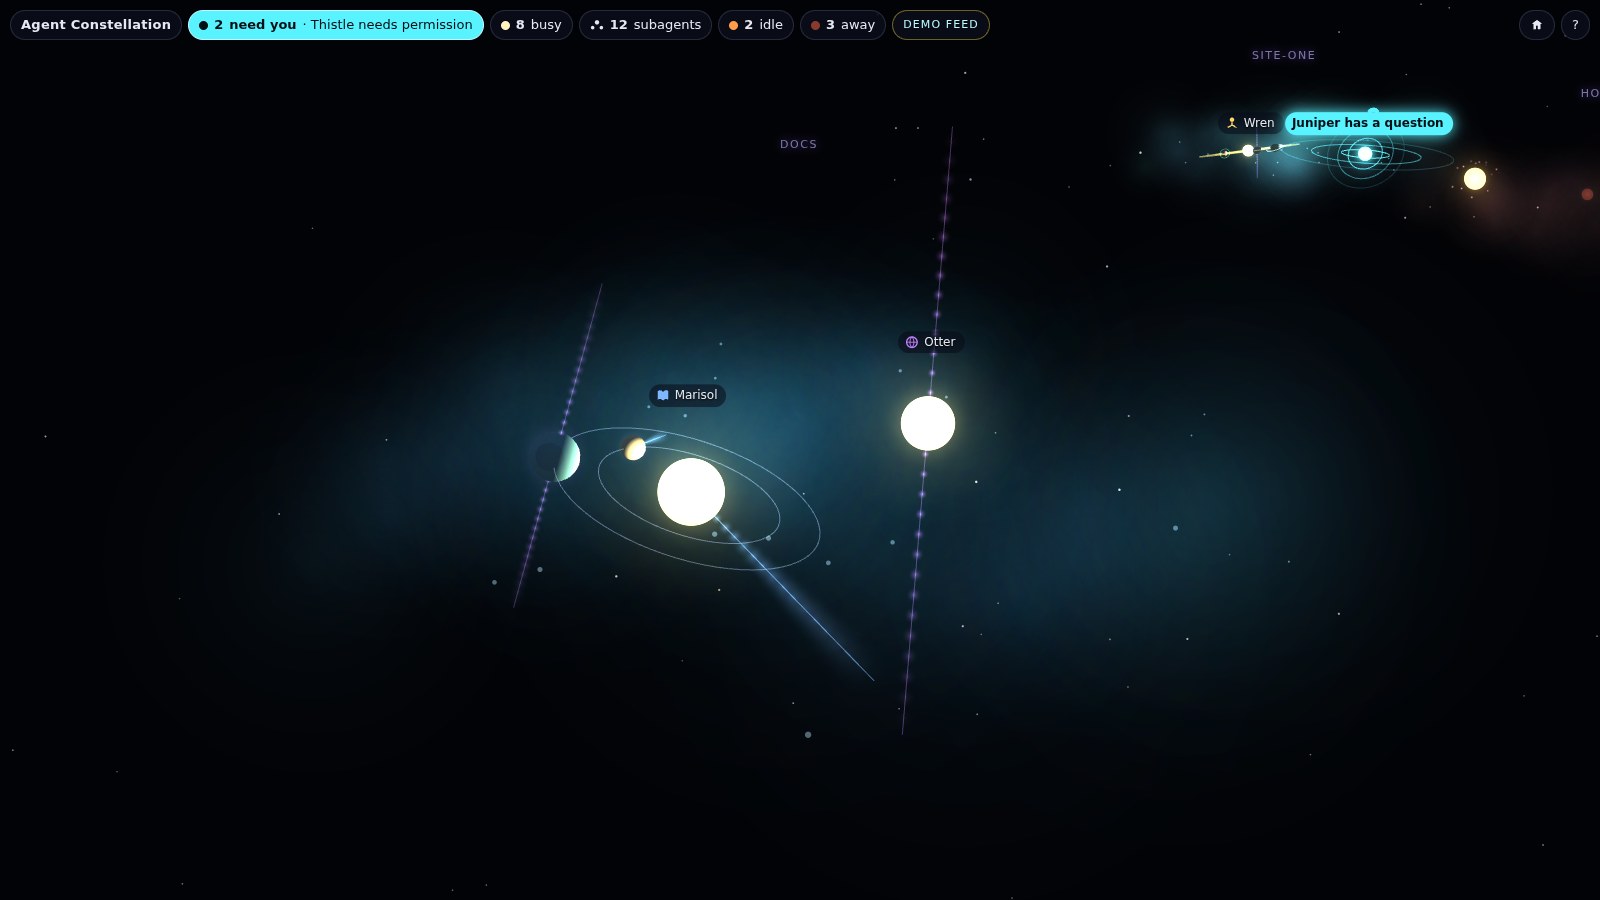 Agent Constellation
2 need you · Thistle needs permission
8 busy
12 subagents
2 idle
3 away
DEMO FEED
?
SITE-ONE
HO
Wren
Juniper has a question
DOCS
Otter
Marisol